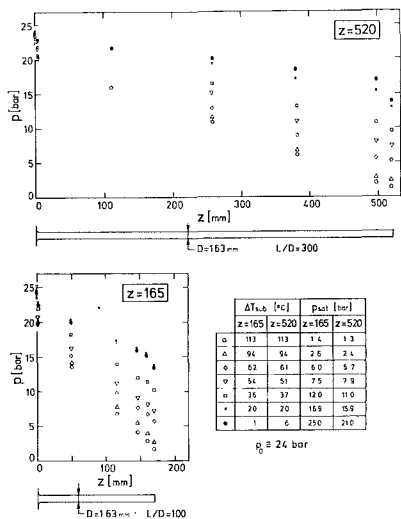 z=520
p [bar]
25
20
15
10
5
0
0 100 200 300 400 500
z [mm]
D=1.63 mm L/D=300
z=165
p [bar]
25
20
15
10
5
0
0 100 200
z [mm]
D=1.63 mm L/D=100
ΔTsub [°C] psat [bar]
z=165 z=520 z=165 z=520
113 113 1.4 1.3
94 94 2.6 2.4
62 61 6.0 5.7
54 51 7.5 7.9
36 37 12.0 11.0
20 20 16.9 15.9
1 6 25.0 21.0
p0 ≅ 24 bar